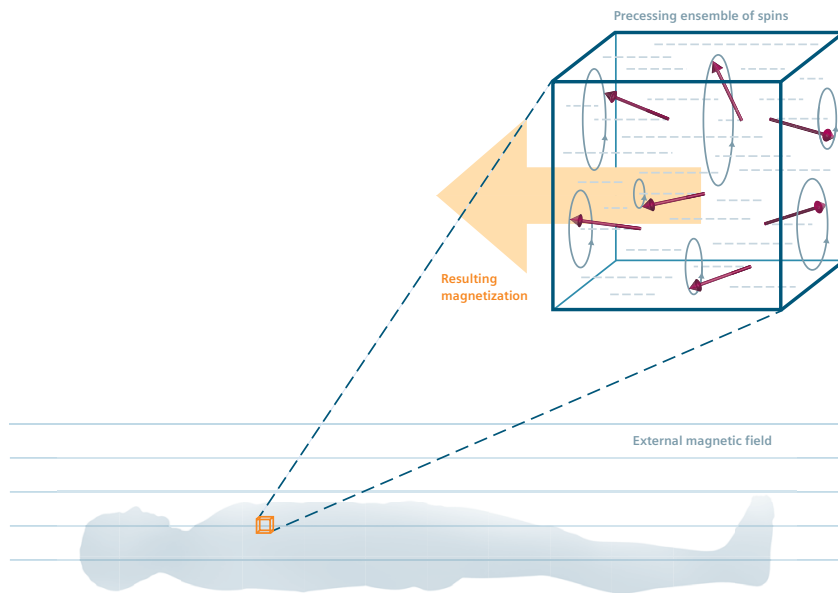 Precessing ensemble of spins
Resulting
magnetization
External magnetic field